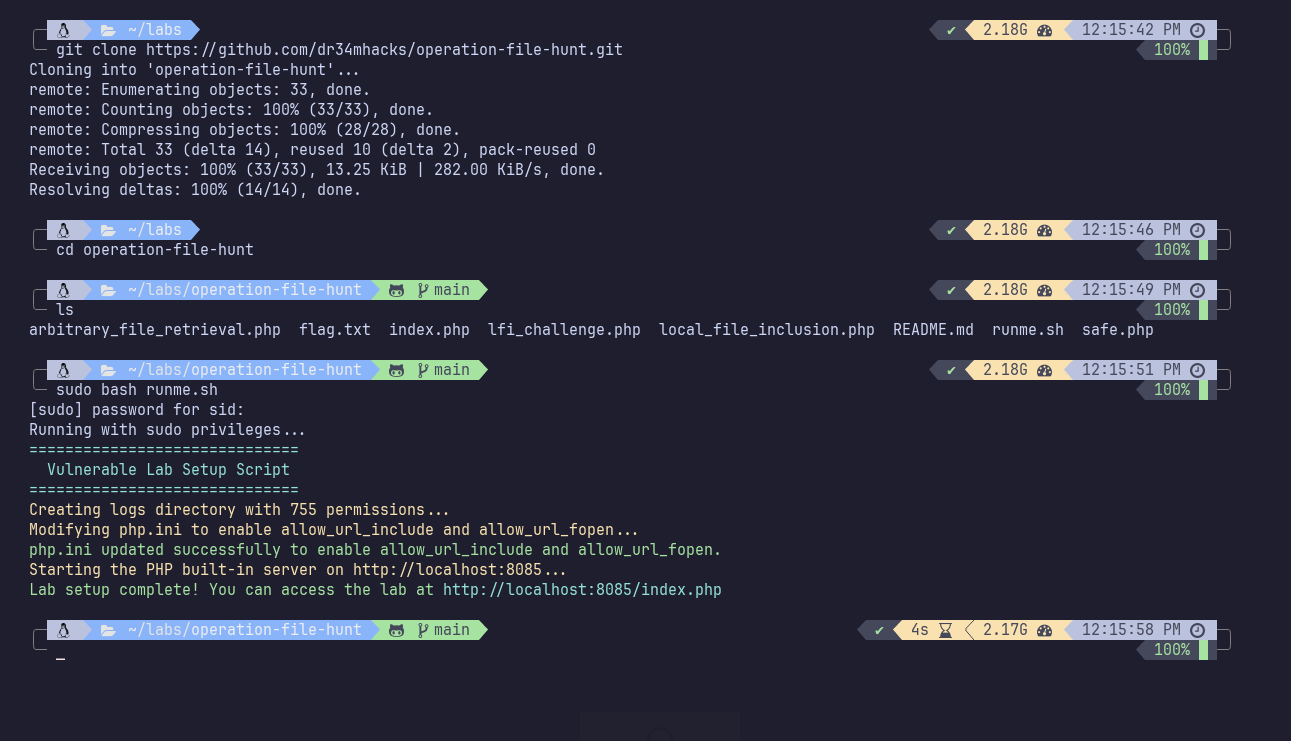 ~/labs 2.18G 12:15:42 PM
git clone https://github.com/dr34mhacks/operation-file-hunt.git 100%
Cloning into 'operation-file-hunt'...
remote: Enumerating objects: 33, done.
remote: Counting objects: 100% (33/33), done.
remote: Compressing objects: 100% (28/28), done.
remote: Total 33 (delta 14), reused 10 (delta 2), pack-reused 0
Receiving objects: 100% (33/33), 13.25 KiB | 282.00 KiB/s, done.
Resolving deltas: 100% (14/14), done.
~/labs 2.18G 12:15:46 PM
cd operation-file-hunt 100%
~/labs/operation-file-hunt main 2.18G 12:15:49 PM
ls 100%
arbitrary_file_retrieval.php flag.txt index.php lfi_challenge.php local_file_inclusion.php README.md runme.sh safe.php
~/labs/operation-file-hunt main 2.18G 12:15:51 PM
sudo bash runme.sh 100%
[sudo] password for sid:
Running with sudo privileges...
==============================
Vulnerable Lab Setup Script
==============================
Creating logs directory with 755 permissions...
Modifying php.ini to enable allow_url_include and allow_url_fopen...
php.ini updated successfully to enable allow_url_include and allow_url_fopen.
Starting the PHP built-in server on http://localhost:8085...
Lab setup complete! You can access the lab at http://localhost:8085/index.php
~/labs/operation-file-hunt main 4s 2.17G 12:15:58 PM
_ 100%